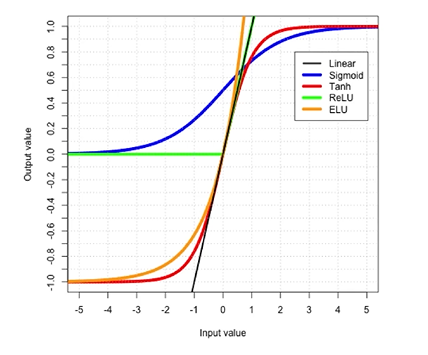 Output value
1.0
0.8
0.6
0.4
0.2
0.0
-0.2
-0.4
-0.6
-0.8
-1.0
Linear
Sigmoid
Tanh
ReLU
ELU
-5 -4 -3 -2 -1 0 1 2 3 4 5
Input value